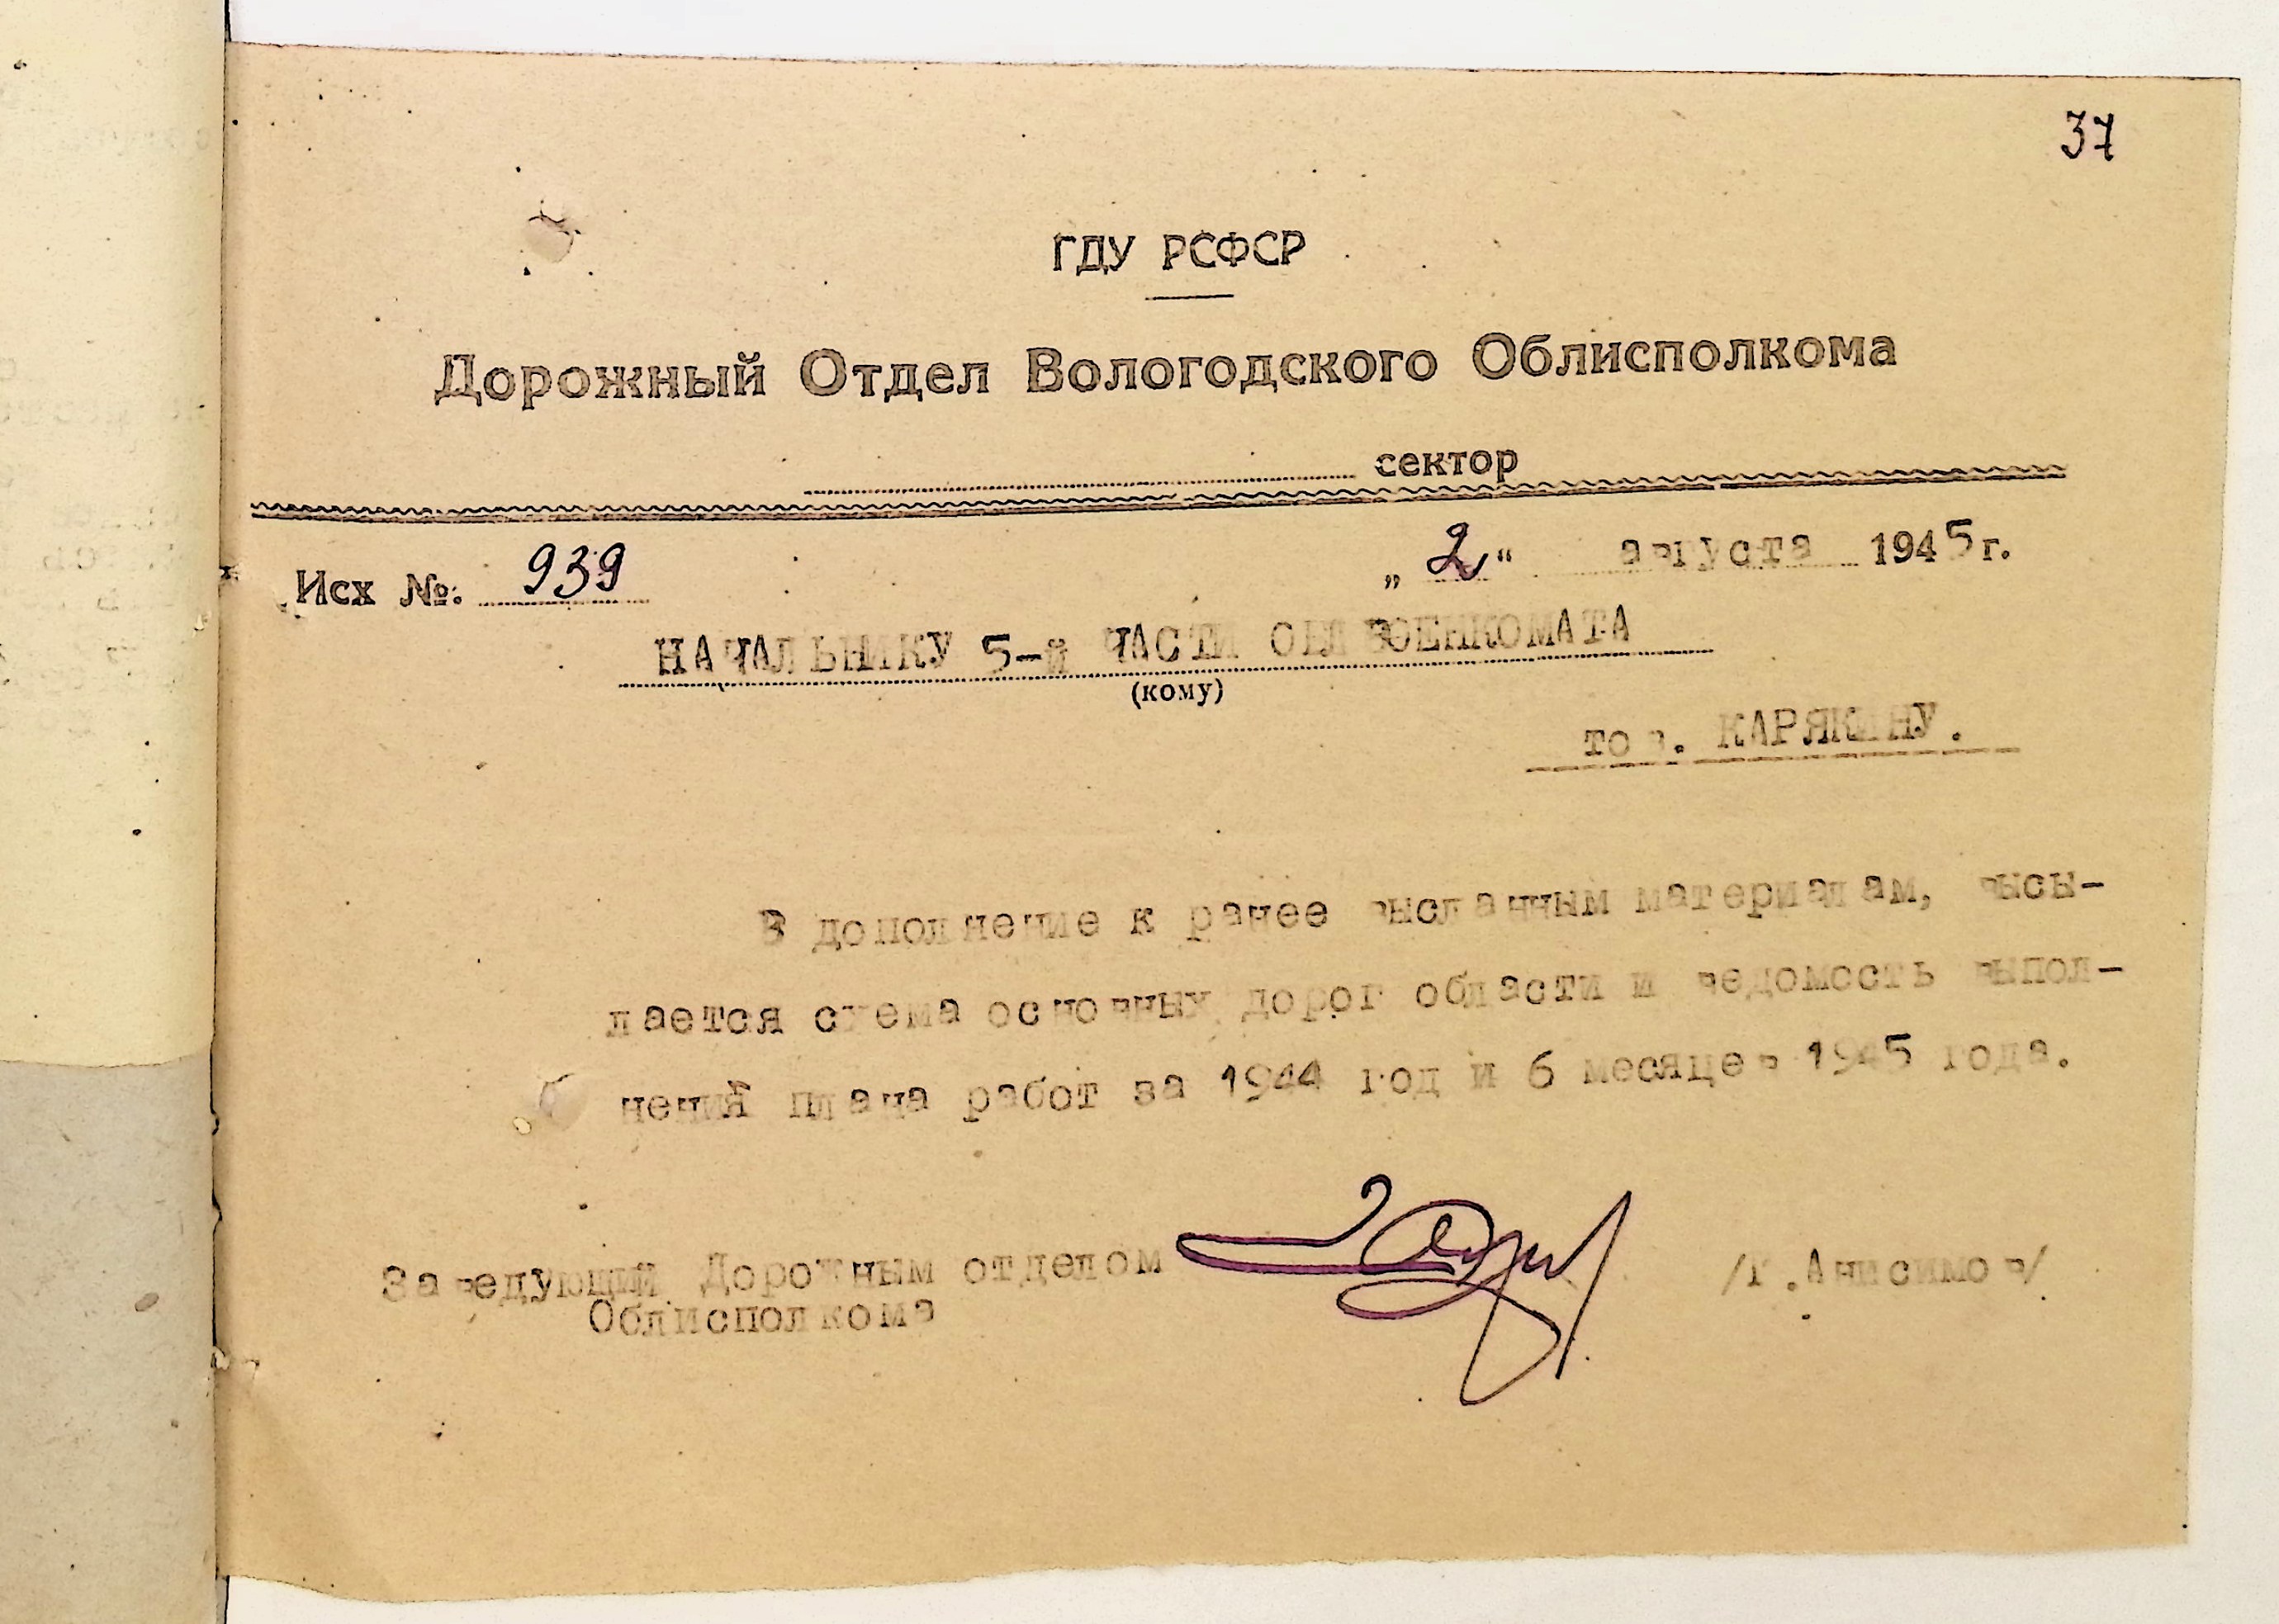 37
ГДУ РСФСР
Дорожный Отдел Вологодского Облисполкома
сектор
Исх №: 939
„2“ августа 1945 г.
НАЧАЛЬНИКУ 5-й ЧАСТИ ОБЛВОЕНКОМАТА
(кому)
тов. КАРЯКИНУ.
В дополнение к ранее высланным материалам, высы-
лается схема основных дорог области и ведомость выпол-
нений плана работ за 1944 год и 6 месяцев 1945 года.
Заведующий Дорожным отделом
Облисполкома
/Г.Анисимов/